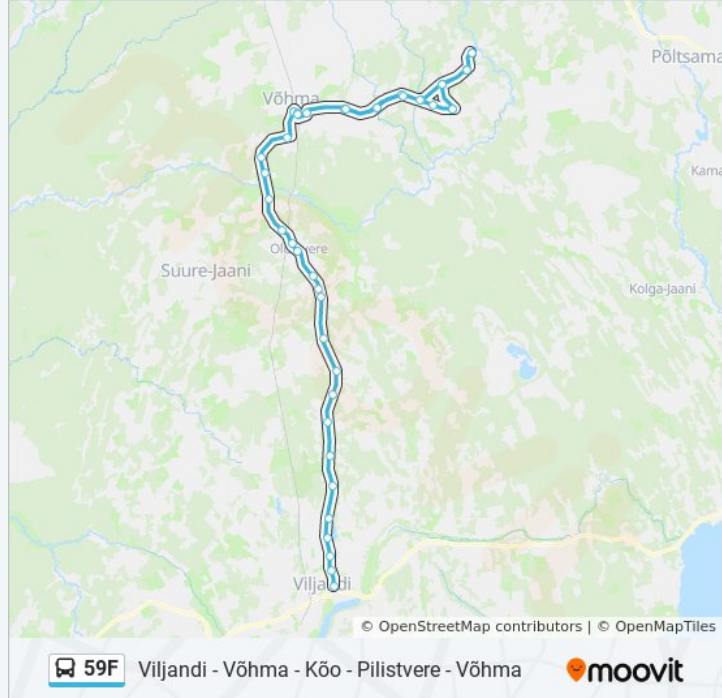 Põltsama
Võhma
Kama
Olustvere
Suure-Jaani
Kolga-Jaani
Viljandi
© OpenStreetMap contributors | © OpenMapTiles
59F Viljandi - Võhma - Kõo - Pilistvere - Võhma
moovit